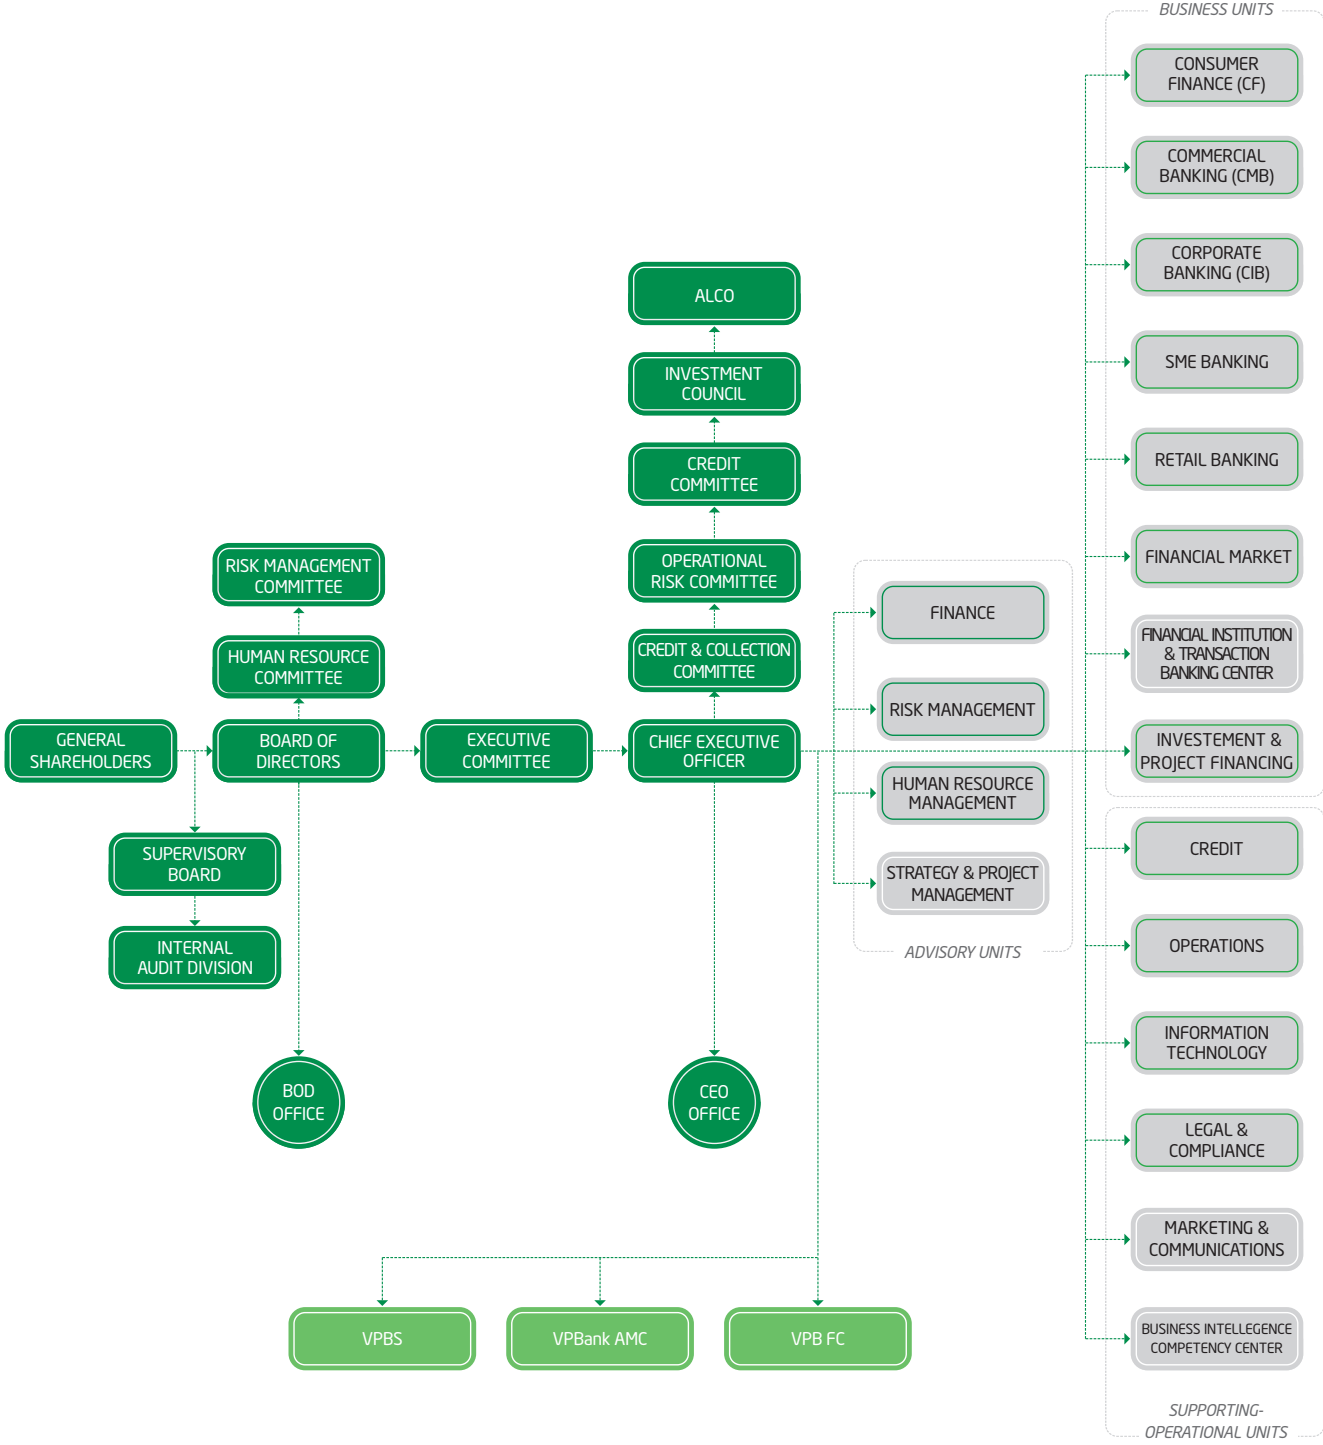 BUSINESS UNITS
CONSUMER
FINANCE (CF)
COMMERCIAL
BANKING (CMB)
CORPORATE
BANKING (CIB)
SME BANKING
RETAIL BANKING
FINANCIAL MARKET
FINANCIAL INSTITUTION
& TRANSACTION
BANKING CENTER
INVESTEMENT &
PROJECT FINANCING
ALCO
INVESTMENT
COUNCIL
CREDIT
COMMITTEE
OPERATIONAL
RISK COMMITTEE
CREDIT & COLLECTION
COMMITTEE
CHIEF EXECUTIVE
OFFICER
RISK MANAGEMENT
COMMITTEE
HUMAN RESOURCE
COMMITTEE
GENERAL
SHAREHOLDERS
BOARD OF
DIRECTORS
EXECUTIVE
COMMITTEE
SUPERVISORY
BOARD
INTERNAL
AUDIT DIVISION
BOD
OFFICE
CEO
OFFICE
FINANCE
RISK MANAGEMENT
HUMAN RESOURCE
MANAGEMENT
STRATEGY & PROJECT
MANAGEMENT
ADVISORY UNITS
CREDIT
OPERATIONS
INFORMATION
TECHNOLOGY
LEGAL &
COMPLIANCE
MARKETING &
COMMUNICATIONS
BUSINESS INTELLEGENCE
COMPETENCY CENTER
SUPPORTING-
OPERATIONAL UNITS
VPBS
VPBank AMC
VPB FC